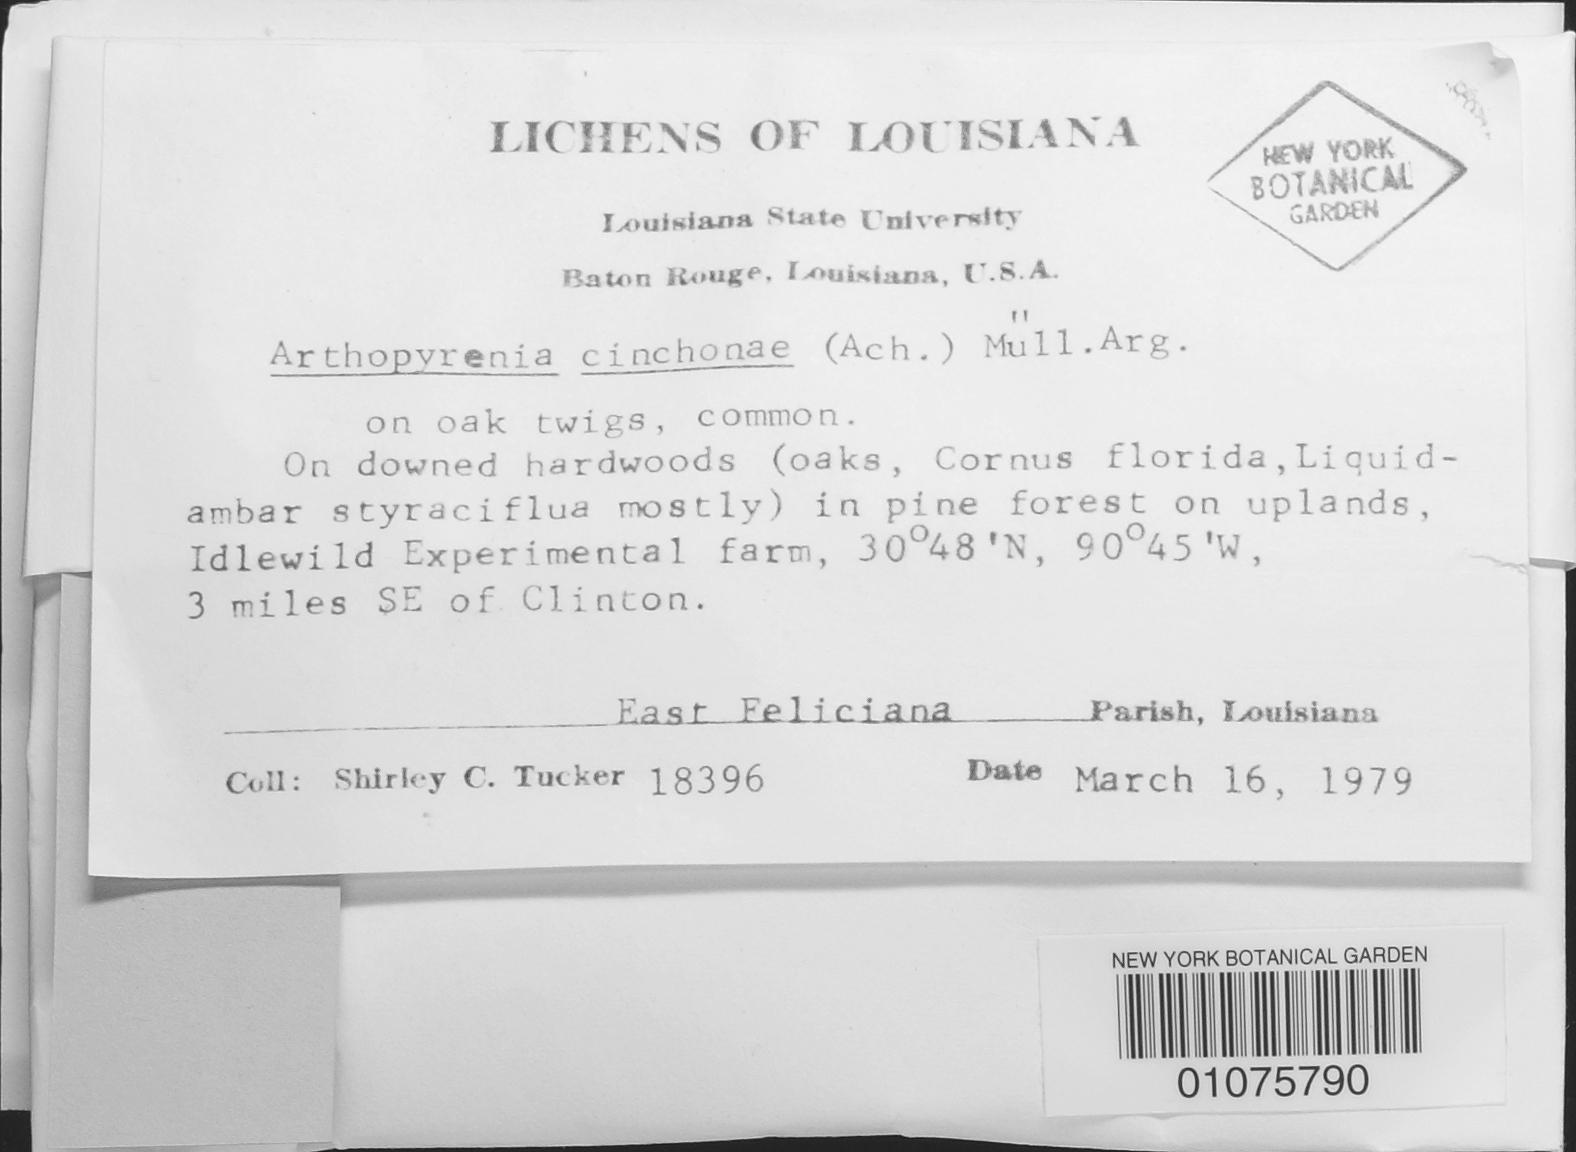 LICHENS OF LOUISIANA
NEW YORK
BOTANICAL
GARDEN
Louisiana State University
Baton Rouge, Louisiana, U.S.A.
Arthopyrenia cinchonae (Ach.) Müll.Arg.
on oak twigs, common.
On downed hardwoods (oaks, Cornus florida,Liquid-
ambar styraciflua mostly) in pine forest on uplands,
Idlewild Experimental farm, 30°48'N, 90°45'W,
3 miles SE of Clinton.
East Feliciana Parish, Louisiana
Coll: Shirley C. Tucker 18396 Date March 16, 1979
NEW YORK BOTANICAL GARDEN
01075790